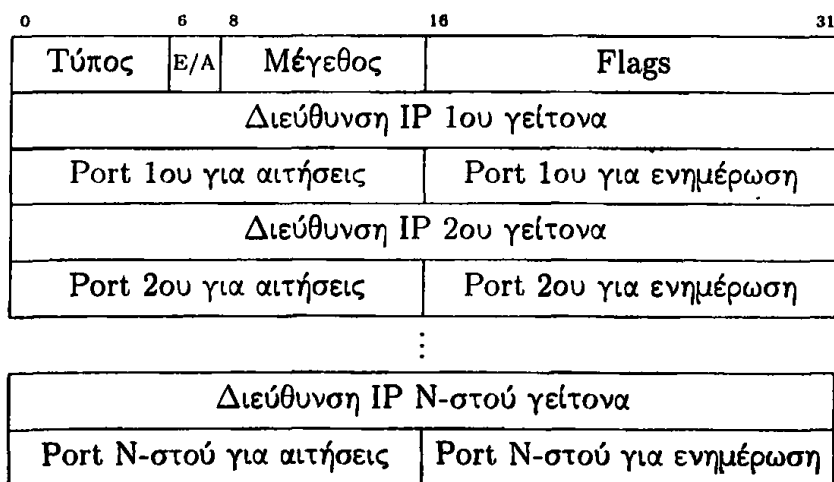 0 6 8 16 31
Τύπος E/A Μέγεθος Flags
Διεύθυνση IP 1ου γείτονα
Port 1ου για αιτήσεις Port 1ου για ενημέρωση
Διεύθυνση IP 2ου γείτονα
Port 2ου για αιτήσεις Port 2ου για ενημέρωση
⋮
Διεύθυνση IP N-στού γείτονα
Port N-στού για αιτήσεις Port N-στού για ενημέρωση